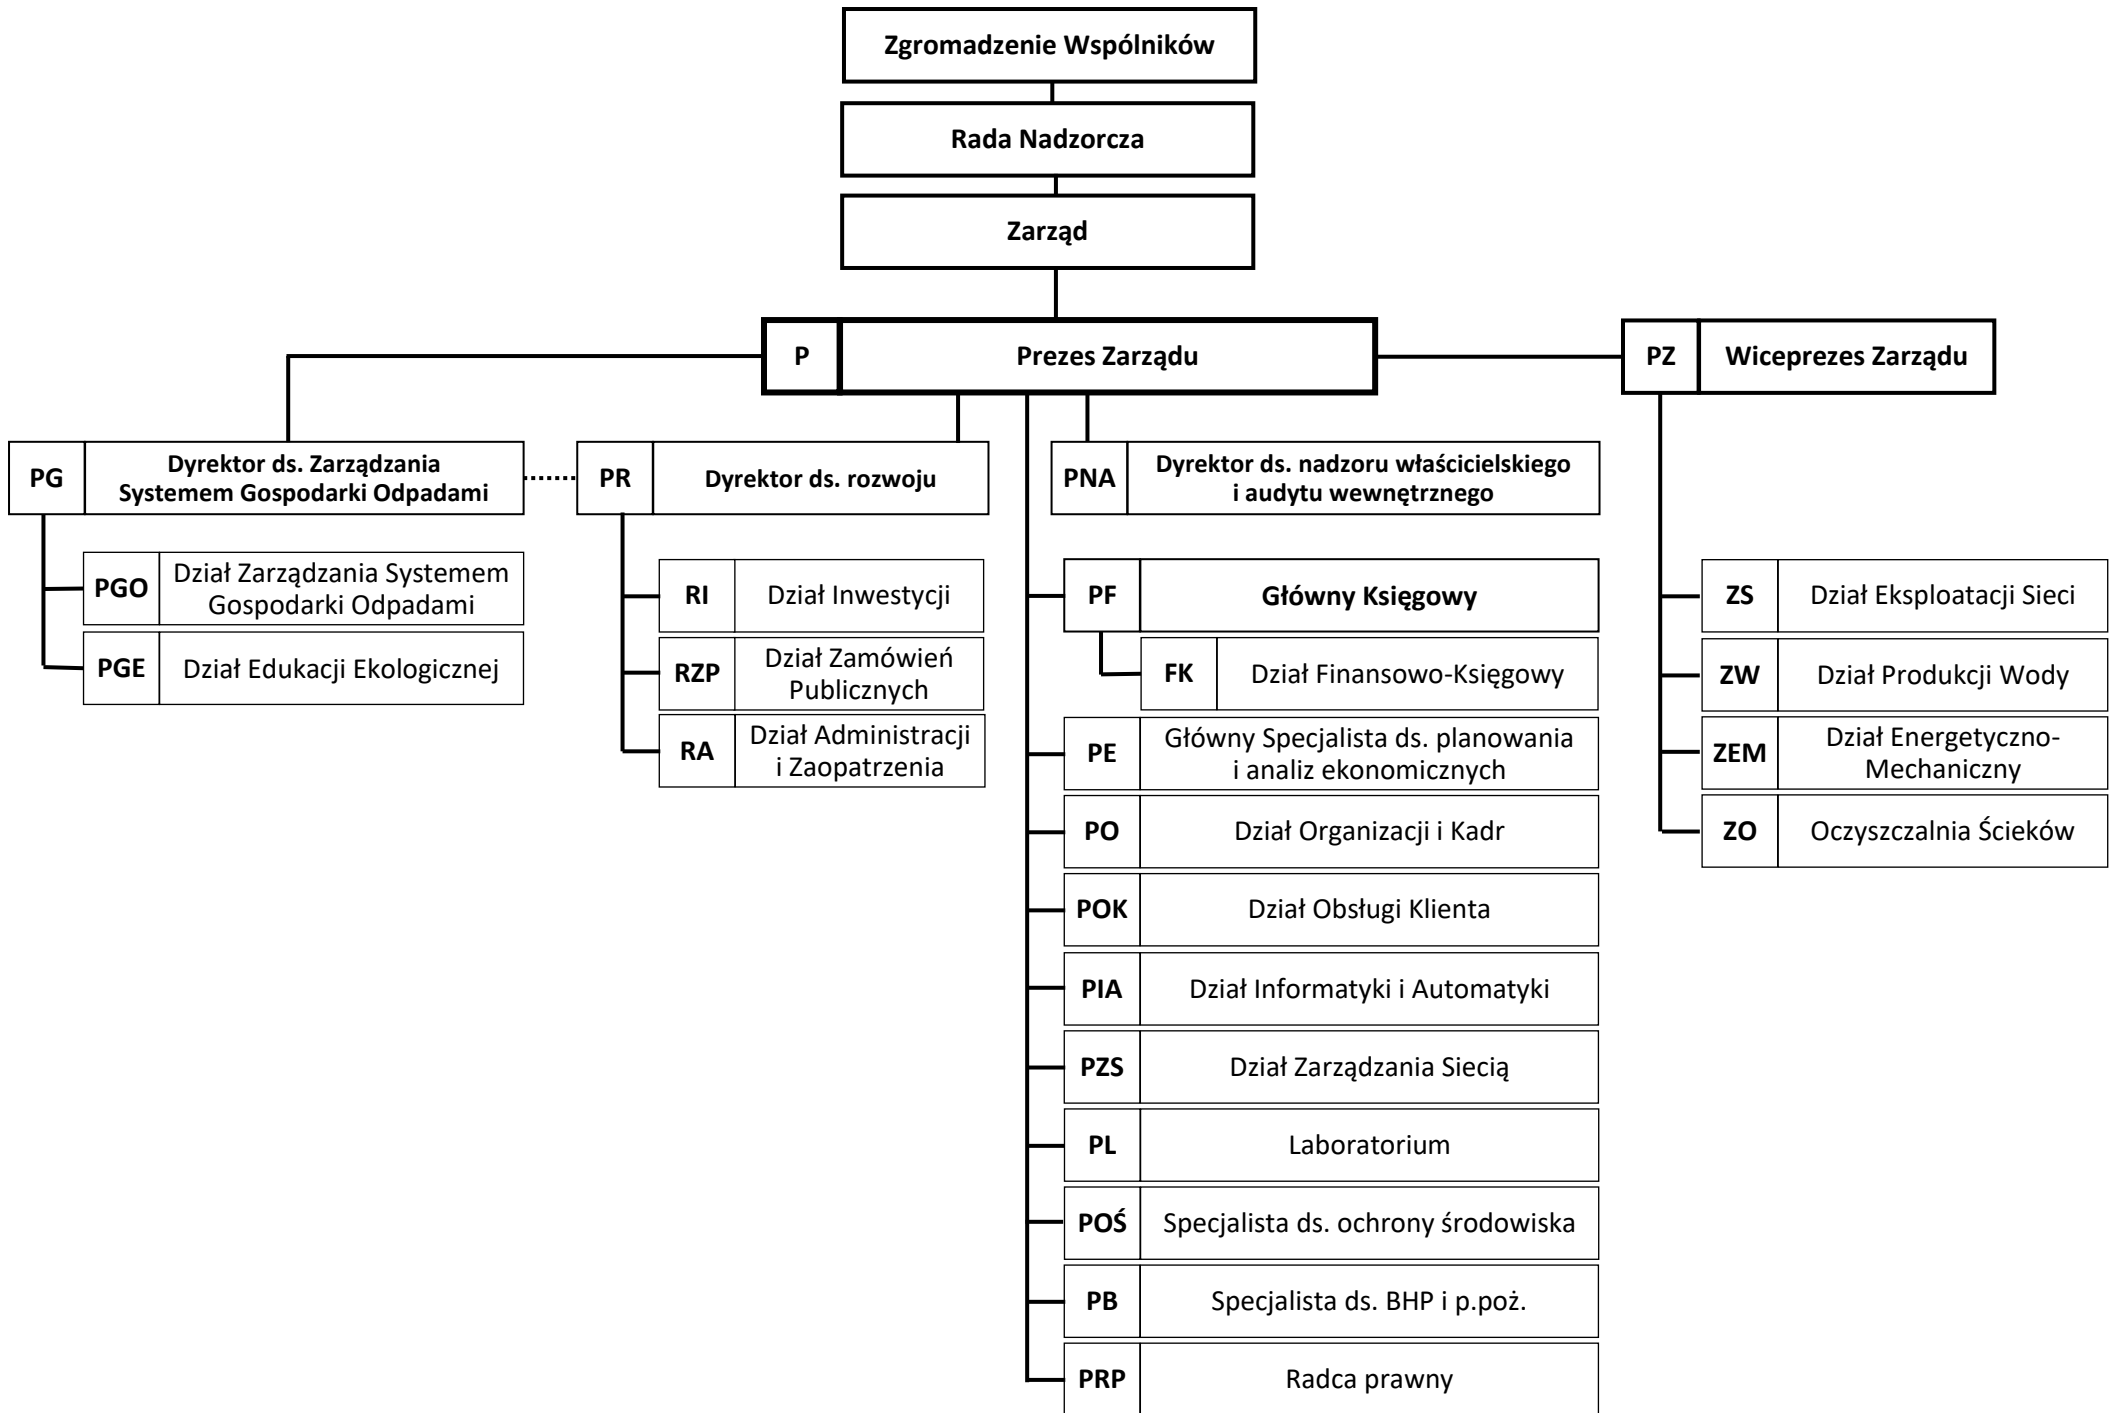 Zgromadzenie Wspólników
Rada Nadzorcza
Zarząd
P Prezes Zarządu
PZ Wiceprezes Zarządu
PG Dyrektor ds. Zarządzania
Systemem Gospodarki Odpadami
PR Dyrektor ds. rozwoju
PNA Dyrektor ds. nadzoru właścicielskiego
i audytu wewnętrznego
PGO Dział Zarządzania Systemem
Gospodarki Odpadami
PGE Dział Edukacji Ekologicznej
RI Dział Inwestycji
RZP Dział Zamówień
Publicznych
RA Dział Administracji
i Zaopatrzenia
PF Główny Księgowy
FK Dział Finansowo-Księgowy
PE Główny Specjalista ds. planowania
i analiz ekonomicznych
PO Dział Organizacji i Kadr
POK Dział Obsługi Klienta
PIA Dział Informatyki i Automatyki
PZS Dział Zarządzania Siecią
PL Laboratorium
POŚ Specjalista ds. ochrony środowiska
PB Specjalista ds. BHP i p.poż.
PRP Radca prawny
ZS Dział Eksploatacji Sieci
ZW Dział Produkcji Wody
ZEM Dział Energetyczno-
Mechaniczny
ZO Oczyszczalnia Ścieków